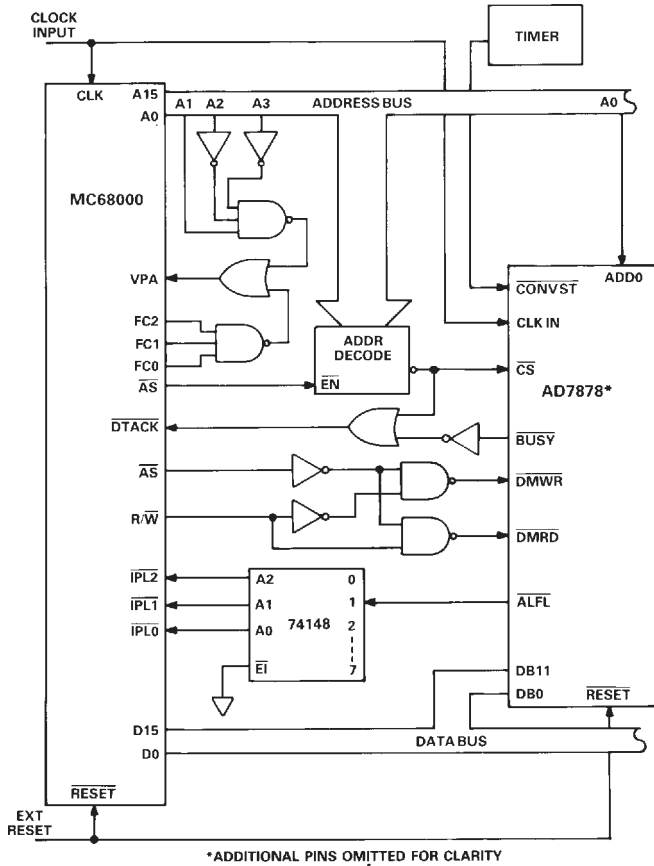 CLOCK
INPUT
TIMER
CLK
A15
A0
A1 A2 A3
ADDRESS BUS
A0
MC68000
ADD0
VPA
CONVST
CLK IN
FC2
FC1
FC0
ADDR
DECODE
EN
CS
AS
AD7878*
DTACK
BUSY
AS
DMWR
R/W
DMRD
IPL2
IPL1
IPL0
A2 0
A1 1
A0 2
74148
EI 7
ALFL
DB11
DB0
RESET
D15
D0
DATA BUS
RESET
EXT
RESET
*ADDITIONAL PINS OMITTED FOR CLARITY